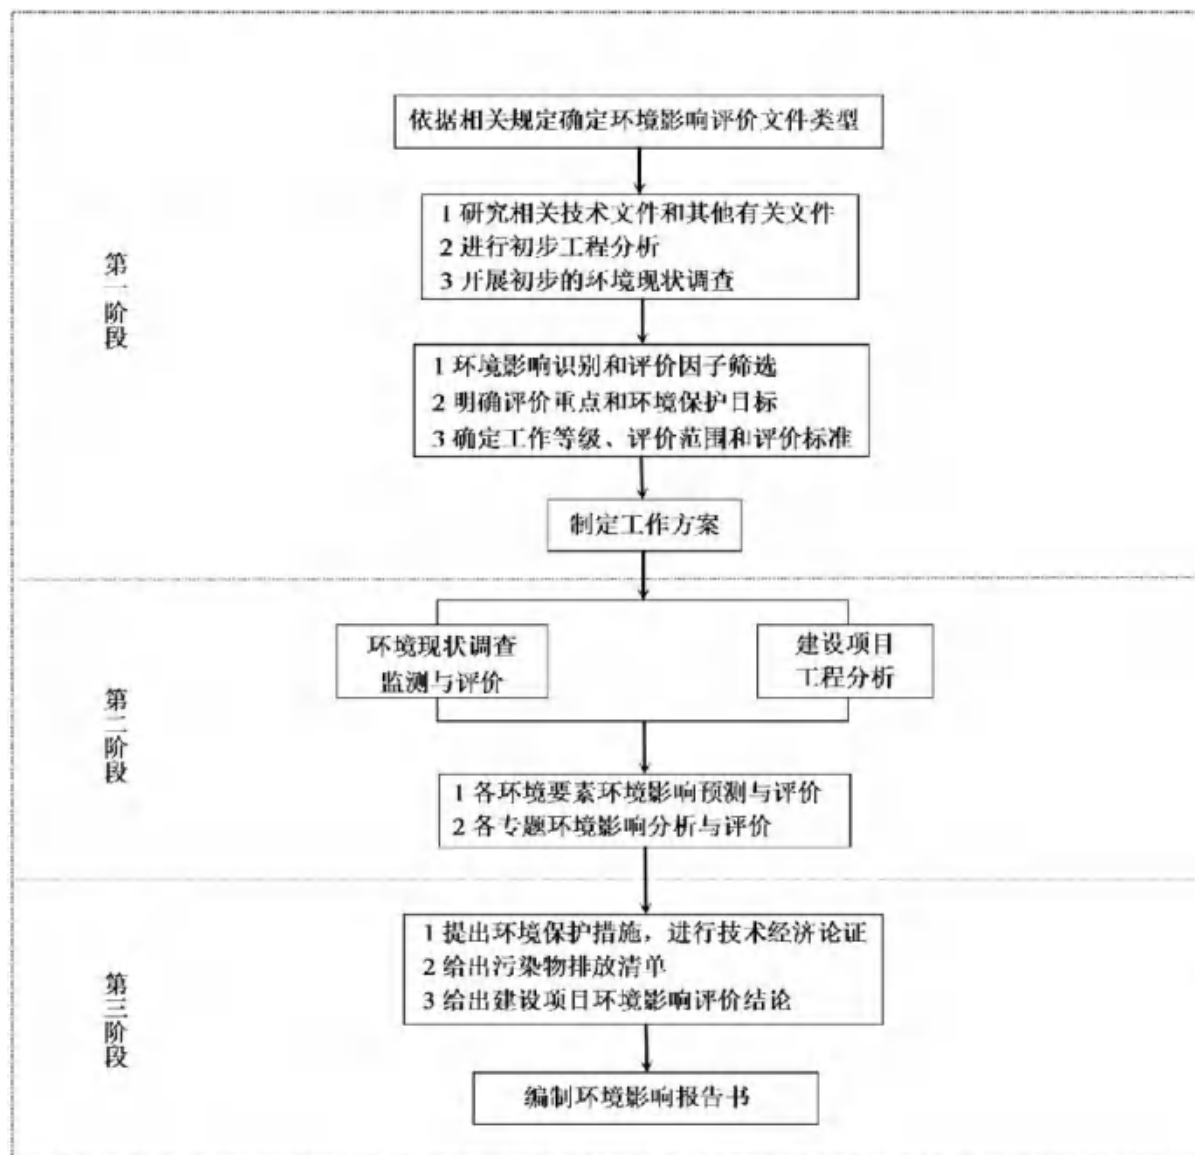 依据相关规定确定环境影响评价文件类型
1 研究相关技术文件和其他有关文件
2 进行初步工程分析
3 开展初步的环境现状调查
第一阶段
1 环境影响识别和评价因子筛选
2 明确评价重点和环境保护目标
3 确定工作等级、评价范围和评价标准
制定工作方案
环境现状调查
监测与评价
建设项目
工程分析
第二阶段
1 各环境要素环境影响预测与评价
2 各专题环境影响分析与评价
1 提出环境保护措施，进行技术经济论证
2 给出污染物排放清单
3 给出建设项目环境影响评价结论
第三阶段
编制环境影响报告书